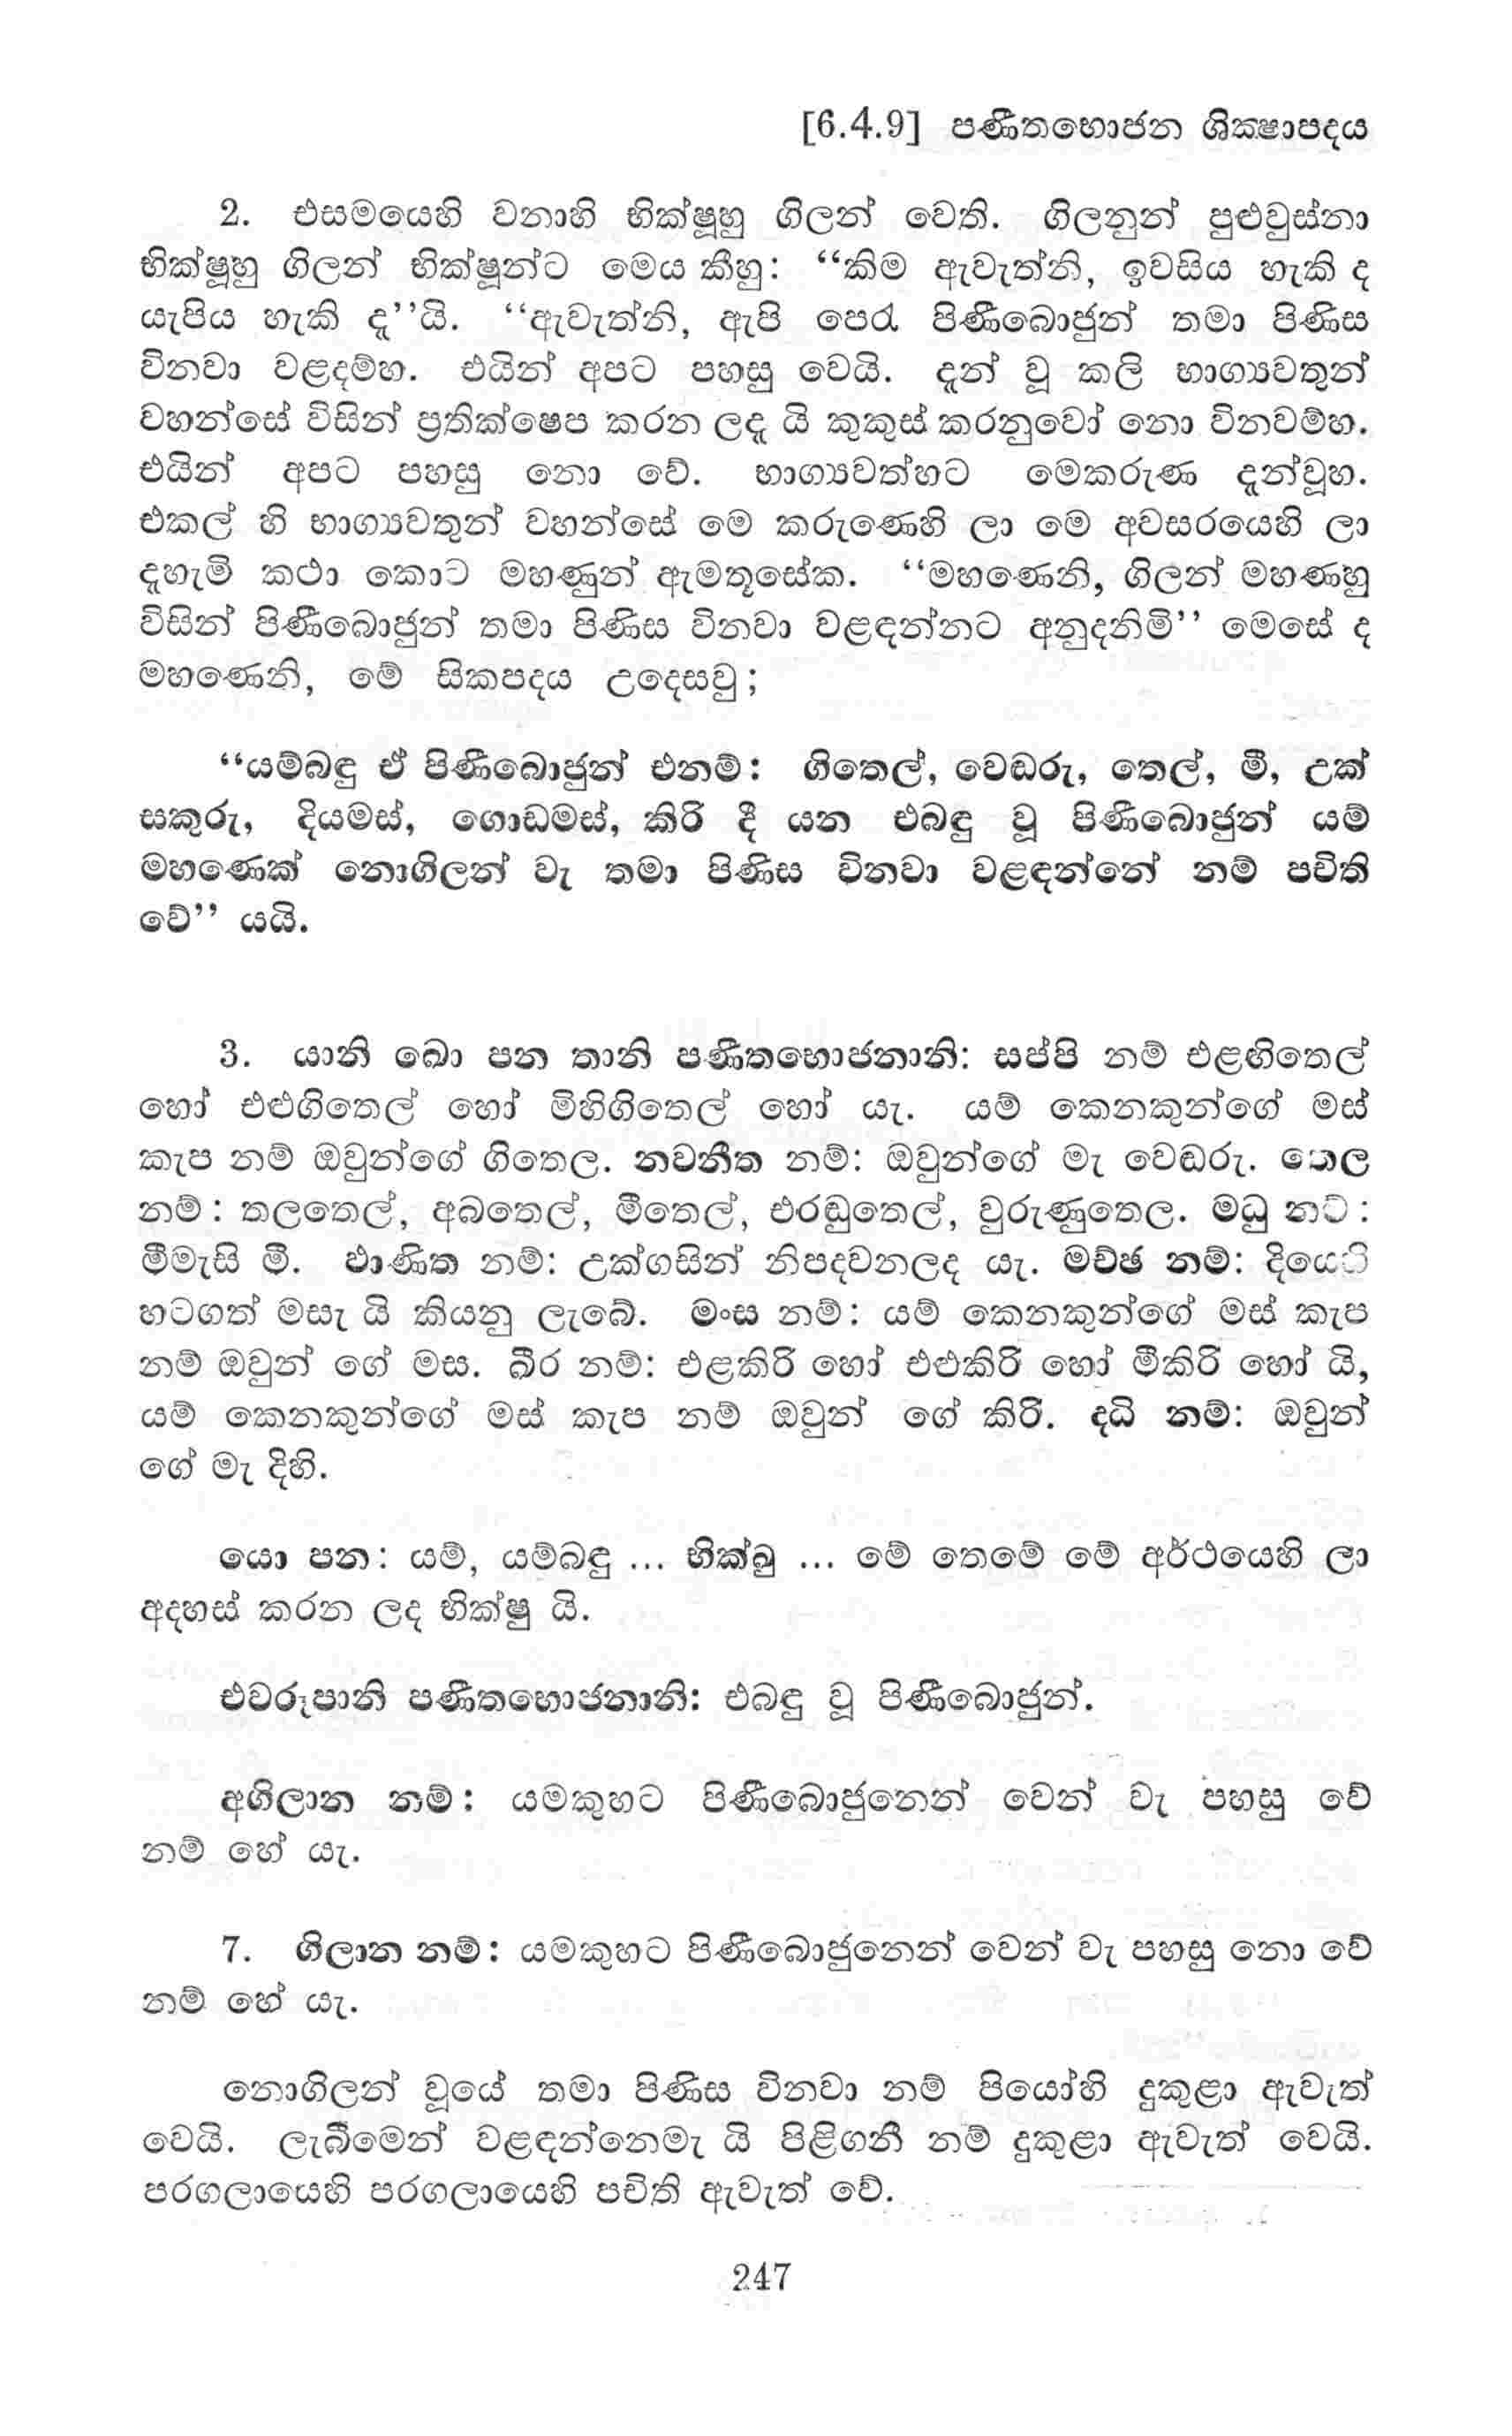 [6.4.9] පණීතභොජන ශික්‍ෂාපදය
2. එසමයෙහි වනාහි භික්ෂූහු ගිලන් වෙති. ගිලනුන් පුළුවුස්නා
භික්ෂූහු ගිලන් භික්ෂූන්ට මෙය කීහු: “කිම ඇවැත්නි, ඉවසිය හැකි ද
යැපිය හැකි දැ”යි. “ඇවැත්නි, ඇපි පෙරැ පිණීබොජුන් තමා පිණිස
විනවා වළඳම්හ. එයින් අපට පහසු වෙයි. දැන් වූ කලි භාග්‍යවතුන්
වහන්සේ විසින් ප්‍රතික්ෂෙප කරන ලදැ යි කුකුස් කරනුවෝ නො විනවම්හ.
එයින් අපට පහසු නො වේ. භාග්‍යවත්හට මෙකරුණ දැන්වූහ.
එකල් හි භාග්‍යවතුන් වහන්සේ මෙ කරුණෙහි ලා මෙ අවසරයෙහි ලා
දැහැමි කථා කොට මහණුන් ඇමතූසේක. “මහණෙනි, ගිලන් මහණහු
විසින් පිණීබොජුන් තමා පිණිස විනවා වළඳන්නට අනුදනිමි” මෙසේ ද
මහණෙනි, මේ සිකපදය උදෙසවු;
“යම්බඳු ඒ පිණීබොජුන් එනම්: ගිතෙල්, වෙඬරු, තෙල්, මී, උක්
සකුරු, දියමස්, ගොඩමස්, කිරි දී යන එබඳු වූ පිණීබොජුන් යම්
මහණෙක් නොගිලන් වැ තමා පිණිස විනවා වළඳන්නේ නම් පචිති
වේ” යයි.
3. යානි ඛො පන තානි පණීතභොජනානි: සප්පි නම් එළඟිතෙල්
හෝ එළුගිතෙල් හෝ මිහිගිතෙල් හෝ යැ. යම් කෙනකුන්ගේ මස්
කැප නම් ඔවුන්ගේ ගිතෙල. නවනීත නම්: ඔවුන්ගේ මැ වෙඬරු. තෙල
නම්: තලතෙල්, අබතෙල්, මීතෙල්, එරඬුතෙල්, වුරුණුතෙල. මධු නම්:
මීමැසි මී. ඵාණිත නම්: උක්ගසින් නිපදවනලද යැ. මච්ඡ නම්:
හටගත් මසැ යි කියනු ලැබේ. මංස නම්: යම් කෙනකුන්ගේ මස් කැප
නම් ඔවුන් ගේ මස. ඛීර නම්: එළකිරි හෝ එළුකිරි හෝ මීකිරි හෝ යි,
යම් කෙනකුන්ගේ මස් කැප නම් ඔවුන් ගේ කිරි. දධි නම්: ඔවුන්
ගේ මැ දිහි.
යො පන: යම්, යම්බඳු ... භික්ඛු ... මේ තෙමේ මේ අර්ථයෙහි ලා
අදහස් කරන ලද භික්ෂු යි.
එවරූපානි පණීතභොජනානි: එබඳු වූ පිණීබොජුන්.
අගිලාන නම්: යමකුහට පිණීබොජුනෙන් වෙන් වැ පහසු වේ
නම් හේ යැ.
7. ගිලාන නම්: යමකුහට පිණීබොජුනෙන් වෙන් වැ පහසු නො වේ
නම් හේ යැ.
නොගිලන් වූයේ තමා පිණිස විනවා නම් පියෝහි දුකුළා ඇවැත්
වෙයි. ලැබීමෙන් වළඳන්නෙමැ යි පිළිගනී නම් දුකුළා ඇවැත් වෙයි.
පරගලායෙහි පරගලායෙහි පචිති ඇවැත් වේ.
247